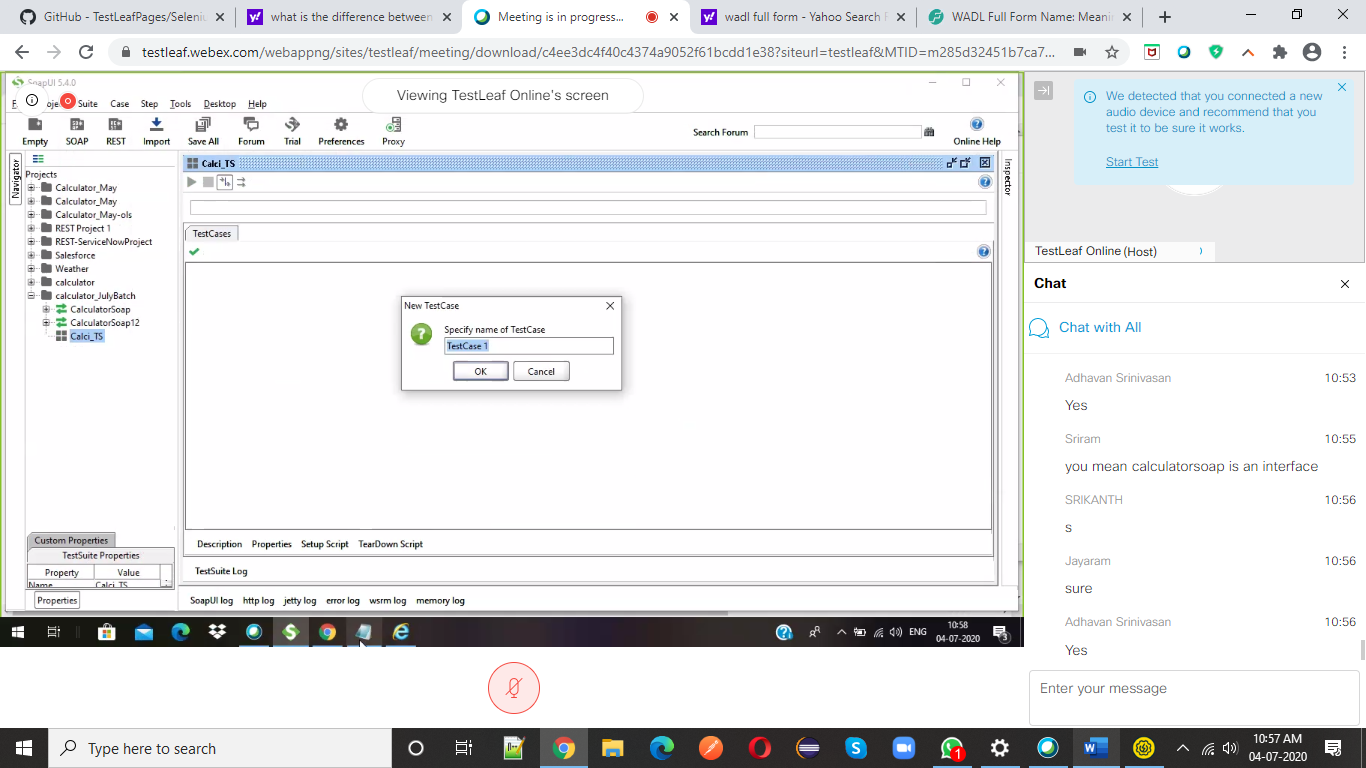 GitHub - TestLeafPages/Seleniu
what is the difference between
Meeting is in progress...
wadl full form - Yahoo Search R
WADL Full Form Name: Meanin
testleaf.webex.com/webappng/sites/testleaf/meeting/download/c4ee3dc4f40c4374a9052f61bcdd1e38?siteurl=testleaf&MTID=m285d32451b7ca7...
SoapUI 5.4.0
Viewing TestLeaf Online's screen
Suite Case Step Tools Desktop Help
Empty SOAP REST Import Save All Forum Trial Preferences Proxy
Search Forum
Online Help
Navigator
Projects
Calculator_May
Calculator_May
Calculator_May-ols
REST Project 1
REST-ServiceNowProject
Salesforce
Weather
calculator
calculator_JulyBatch
CalculatorSoap
CalculatorSoap12
Calci_TS
Calci_TS
Inspector
TestCases
New TestCase
Specify name of TestCase
TestCase 1
OK Cancel
Description Properties Setup Script TearDown Script
TestSuite Log
Custom Properties
TestSuite Properties
Property Value
Name Calci_TS
Properties
SoapUI log http log jetty log error log wsrm log memory log
ENG
10:58
04-07-2020
3
We detected that you connected a new
audio device and recommend that you
test it to be sure it works.
Start Test
TestLeaf Online (Host)
Chat
Chat with All
Adhavan Srinivasan 10:53
Yes
Sriram 10:55
you mean calculatorsoap is an interface
SRIKANTH 10:56
s
Jayaram 10:56
sure
Adhavan Srinivasan 10:56
Yes
Enter your message
Type here to search
1
10:57 AM
04-07-2020